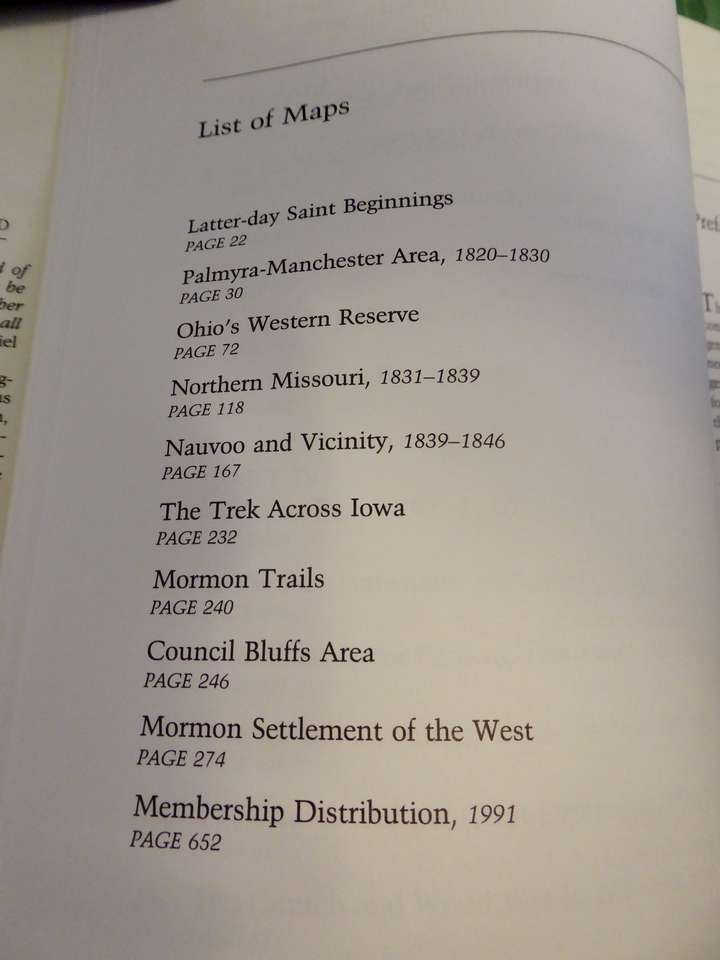 List of Maps
Latter-day Saint Beginnings
PAGE 22
Palmyra-Manchester Area, 1820–1830
PAGE 30
Ohio's Western Reserve
PAGE 72
Northern Missouri, 1831–1839
PAGE 118
Nauvoo and Vicinity, 1839–1846
PAGE 167
The Trek Across Iowa
PAGE 232
Mormon Trails
PAGE 240
Council Bluffs Area
PAGE 246
Mormon Settlement of the West
PAGE 274
Membership Distribution, 1991
PAGE 652
of
be
all